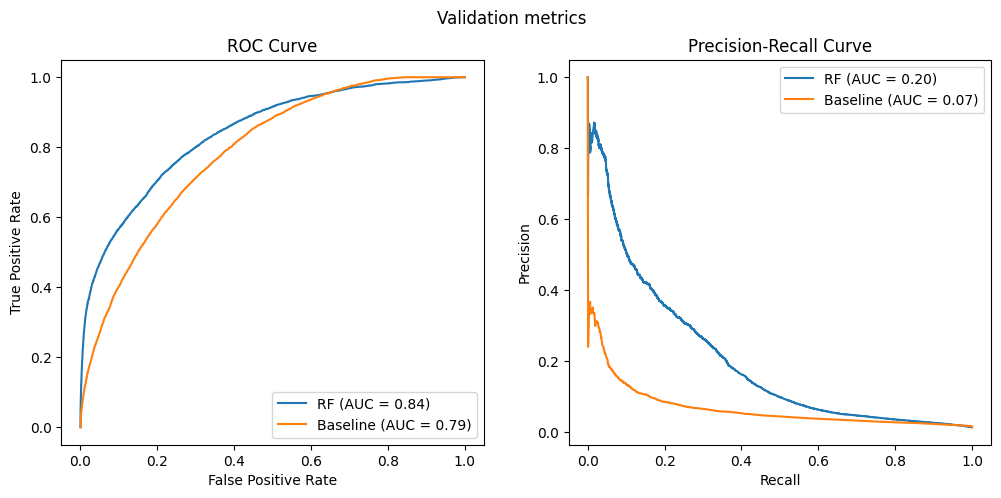 Validation metrics
ROC Curve
1.0
0.8
0.6
0.4
0.2
0.0
True Positive Rate
0.0 0.2 0.4 0.6 0.8 1.0
False Positive Rate
RF (AUC = 0.84)
Baseline (AUC = 0.79)
Precision-Recall Curve
1.0
0.8
0.6
0.4
0.2
0.0
Precision
0.0 0.2 0.4 0.6 0.8 1.0
Recall
RF (AUC = 0.20)
Baseline (AUC = 0.07)